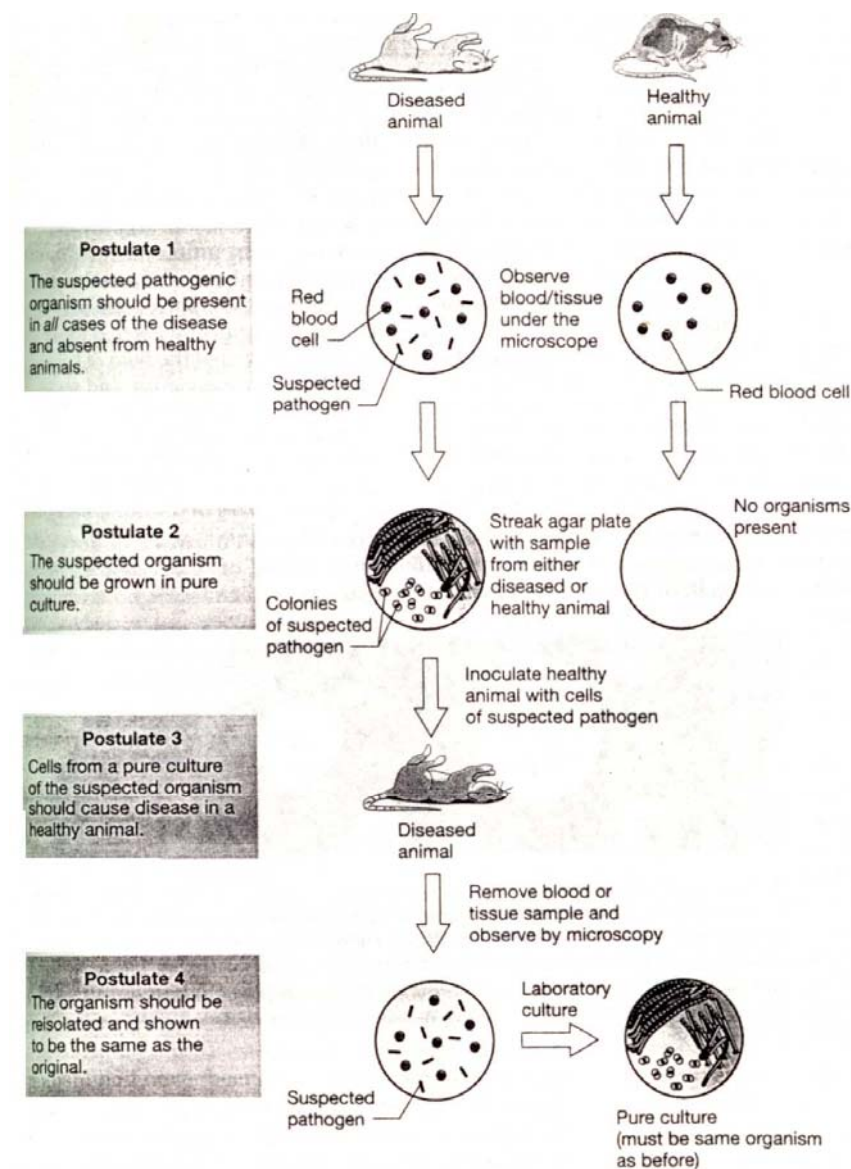 Diseased
animal
Healthy
animal
Postulate 1
The suspected pathogenic
organism should be present
in all cases of the disease
and absent from healthy
animals.
Red
blood
cell
Suspected
pathogen
Observe
blood/tissue
under the
microscope
Red blood cell
Postulate 2
The suspected organism
should be grown in pure
culture.
Colonies
of suspected
pathogen
Streak agar plate
with sample
from either
diseased or
healthy animal
No organisms
present
Inoculate healthy
animal with cells
of suspected pathogen
Postulate 3
Cells from a pure culture
of the suspected organism
should cause disease in a
healthy animal.
Diseased
animal
Remove blood or
tissue sample and
observe by microscopy
Postulate 4
The organism should be
reisolated and shown
to be the same as the
original.
Suspected
pathogen
Laboratory
culture
Pure culture
(must be same organism
as before)